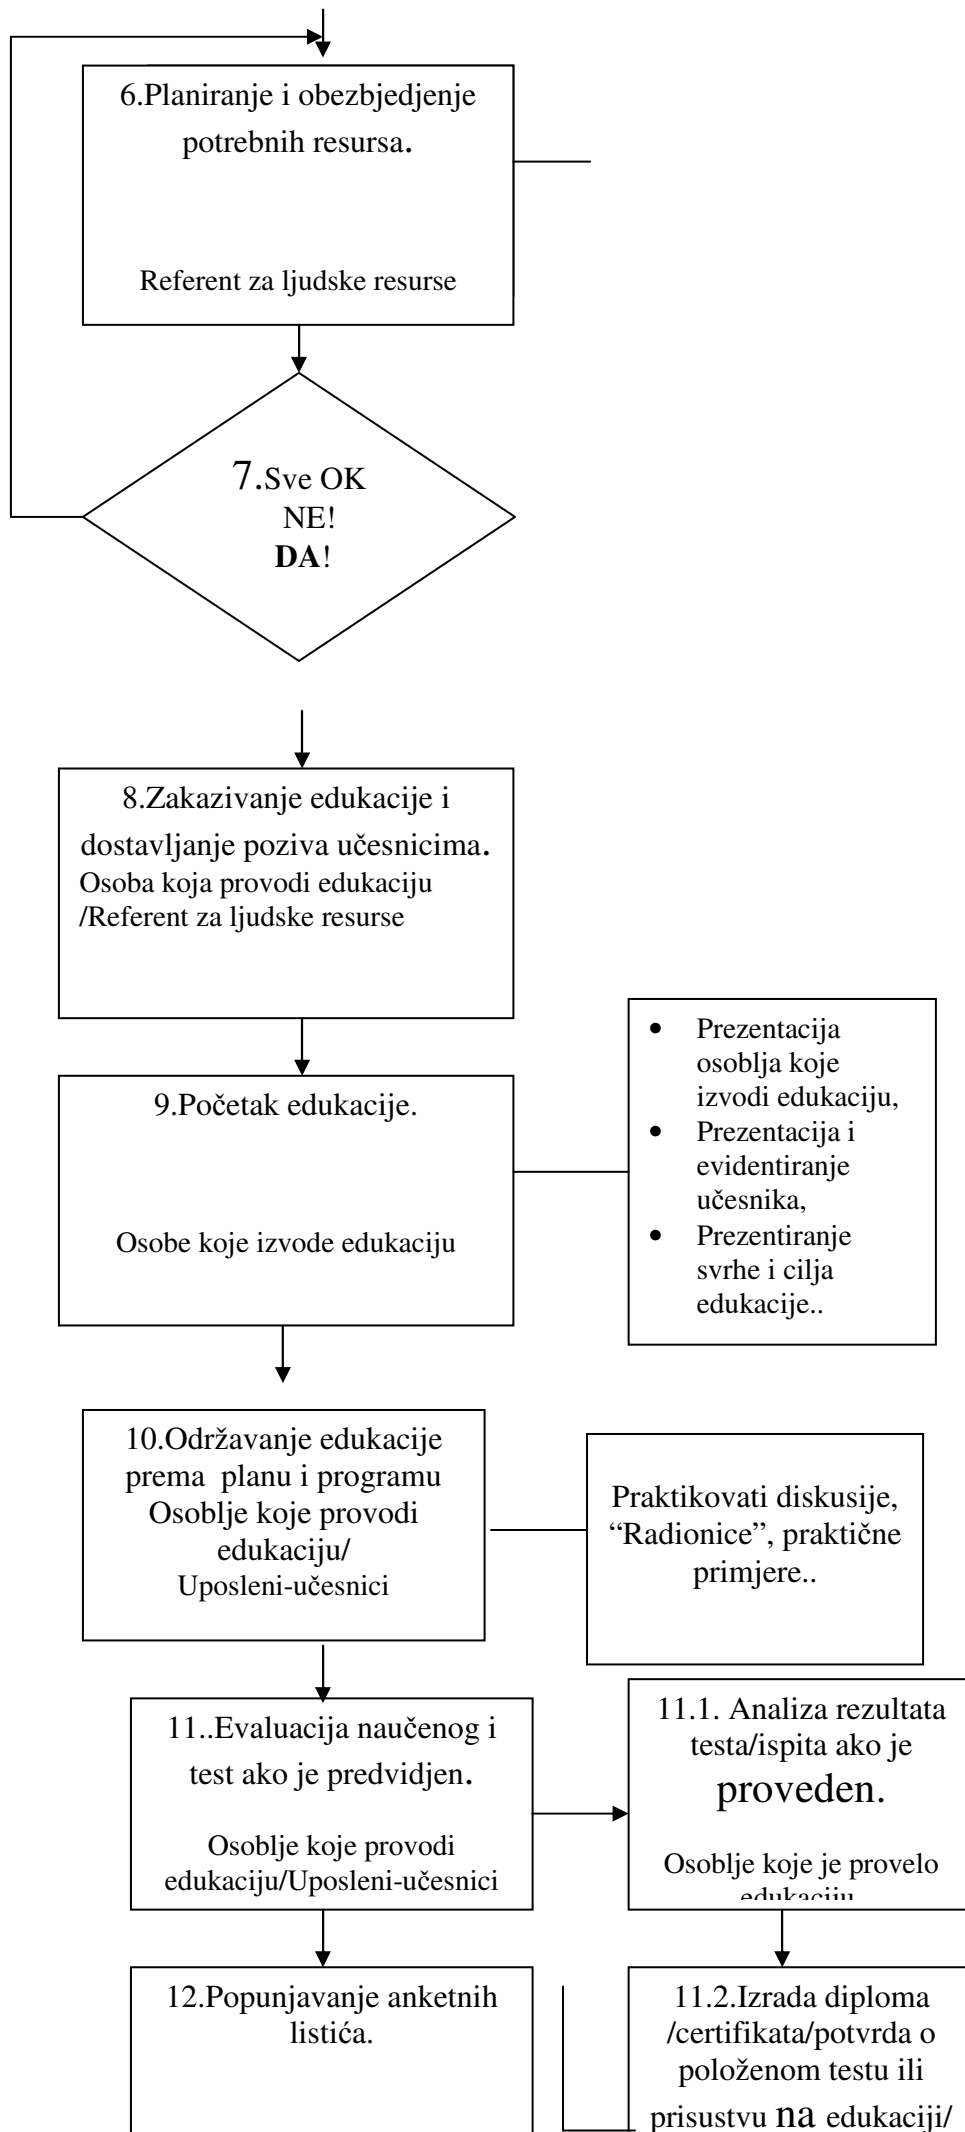 6.Planiranje i obezbjedjenje
potrebnih resursa.
Referent za ljudske resurse
7.Sve OK
NE!
DA!
8.Zakazivanje edukacije i
dostavljanje poziva učesnicima.
Osoba koja provodi edukaciju
/Referent za ljudske resurse
9.Početak edukacije.
Osobe koje izvode edukaciju
• Prezentacija
osoblja koje
izvodi edukaciju,
• Prezentacija i
evidentiranje
učesnika,
• Prezentiranje
svrhe i cilja
edukacije..
10.Održavanje edukacije
prema  planu i programu
Osoblje koje provodi
edukaciju/
Uposleni-učesnici
Praktikovati diskusije,
“Radionice”, praktične
primjere..
11..Evaluacija naučenog i
test ako je predvidjen.
Osoblje koje provodi
edukaciju/Uposleni-učesnici
11.1. Analiza rezultata
testa/ispita ako je
proveden.
Osoblje koje je provelo
edukaciju
12.Popunjavanje anketnih
listića.
11.2.Izrada diploma
/certifikata/potvrda o
položenom testu ili
prisustvu na edukaciji/